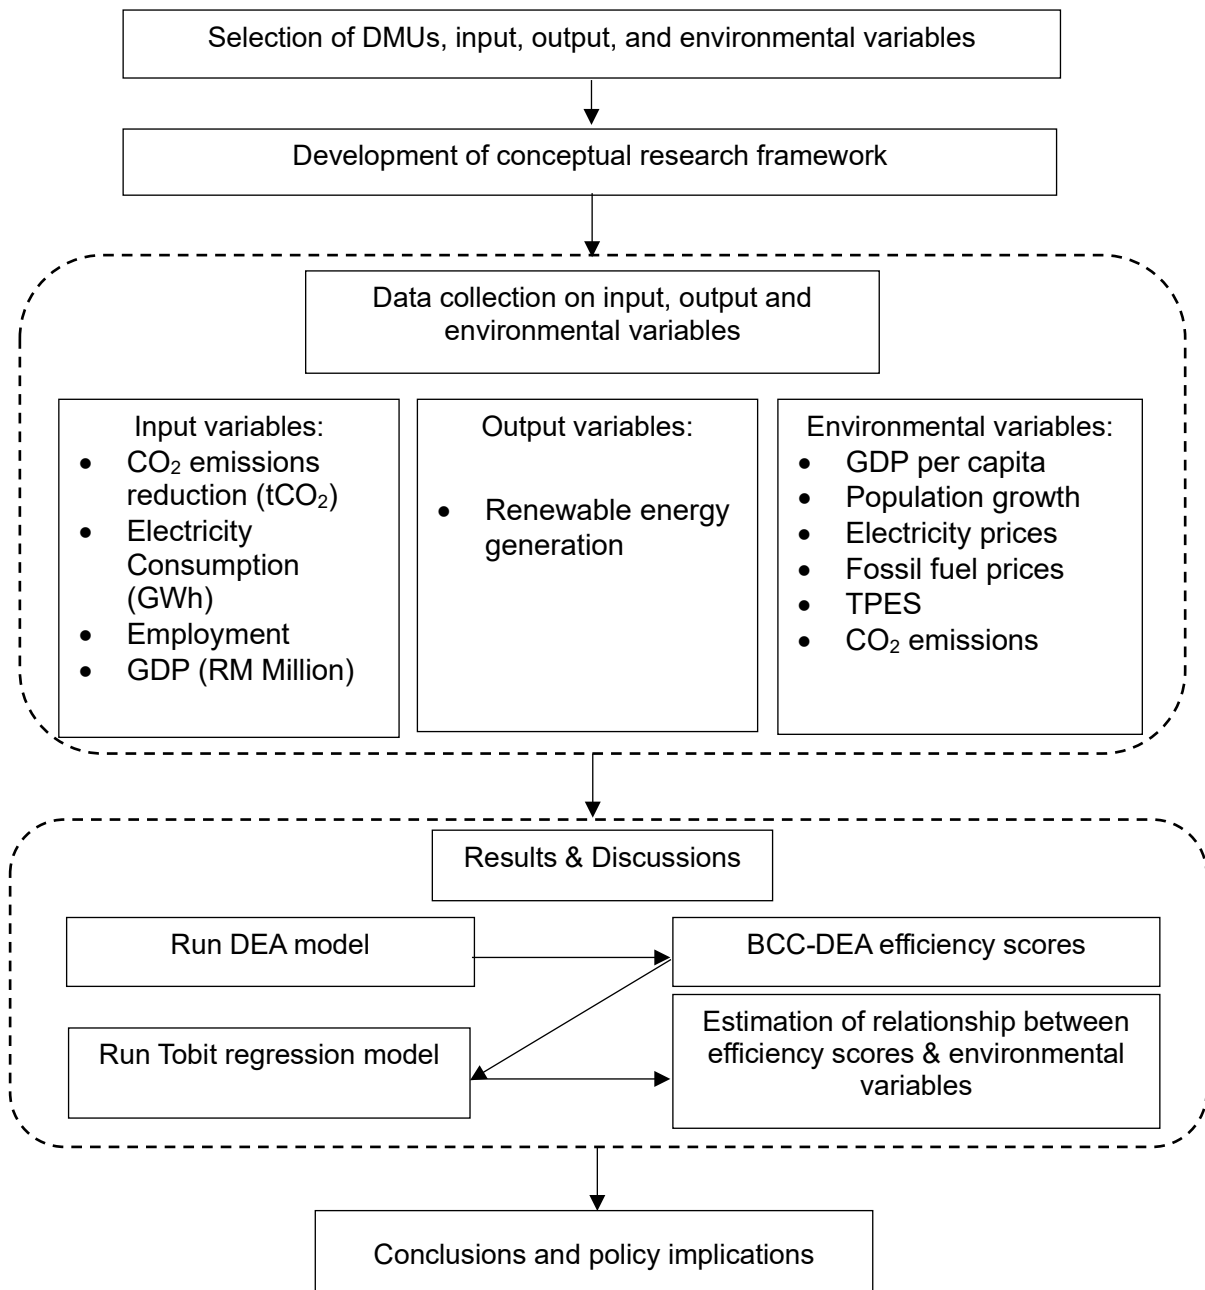 Selection of DMUs, input, output, and environmental variables
Development of conceptual research framework
Data collection on input, output and
environmental variables
Input variables:
• CO₂ emissions
reduction (tCO₂)
• Electricity
Consumption
(GWh)
• Employment
• GDP (RM Million)
Output variables:
• Renewable energy
generation
Environmental variables:
• GDP per capita
• Population growth
• Electricity prices
• Fossil fuel prices
• TPES
• CO₂ emissions
Results & Discussions
Run DEA model
BCC-DEA efficiency scores
Run Tobit regression model
Estimation of relationship between
efficiency scores & environmental
variables
Conclusions and policy implications